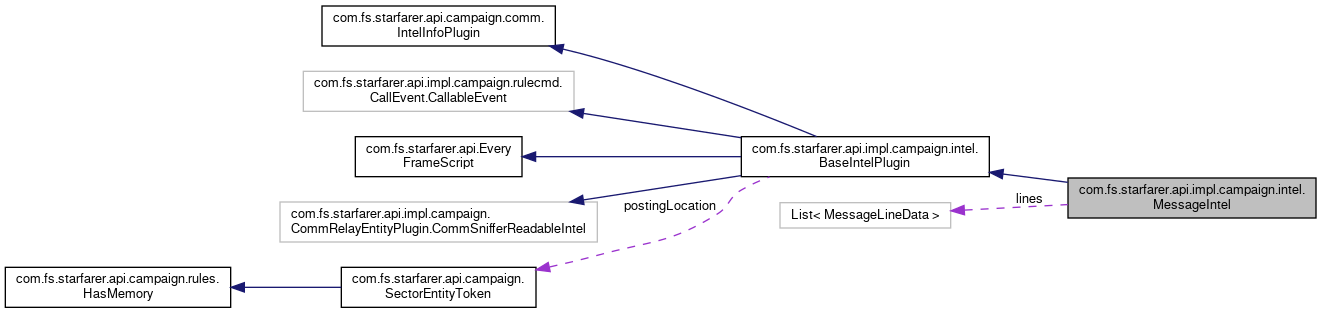 com.fs.starfarer.api.campaign.comm.
IntelInfoPlugin
com.fs.starfarer.api.impl.campaign.rulecmd.
CallEvent.CallableEvent
com.fs.starfarer.api.Every
FrameScript
com.fs.starfarer.api.impl.campaign.intel.
BaseIntelPlugin
com.fs.starfarer.api.impl.campaign.intel.
MessageIntel
lines
List< MessageLineData >
postingLocation
com.fs.starfarer.api.impl.campaign.
CommRelayEntityPlugin.CommSnifferReadableIntel
com.fs.starfarer.api.campaign.rules.
HasMemory
com.fs.starfarer.api.campaign.
SectorEntityToken